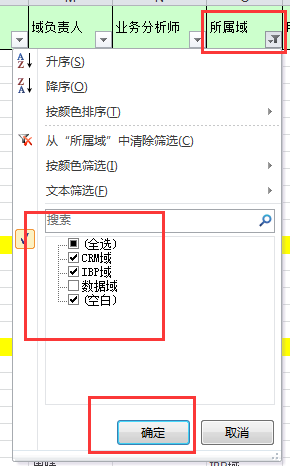 域负责人 业务分析师 所属域
升序(S)
降序(O)
按颜色排序(T)
从“所属域”中清除筛选(C)
按颜色筛选(I)
文本筛选(F)
搜索
(全选)
CRM域
IBP域
数据域
(空白)
确定 取消